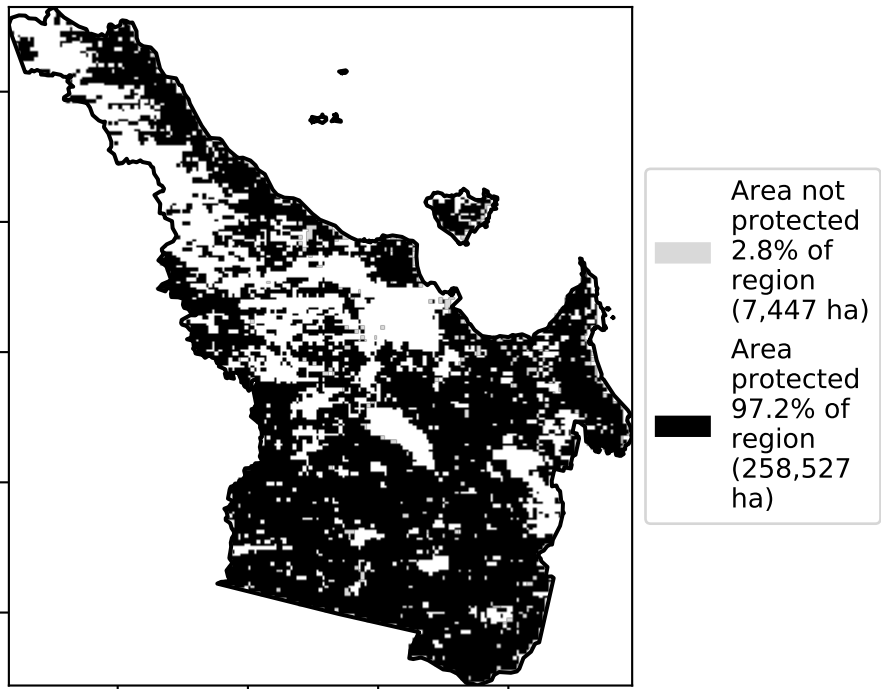 Area not
protected
2.8% of
region
(7,447 ha)
Area
protected
97.2% of
region
(258,527
ha)